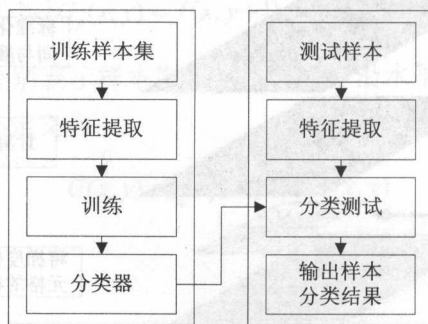 训练样本集
特征提取
训练
分类器
测试样本
特征提取
分类测试
输出样本
分类结果